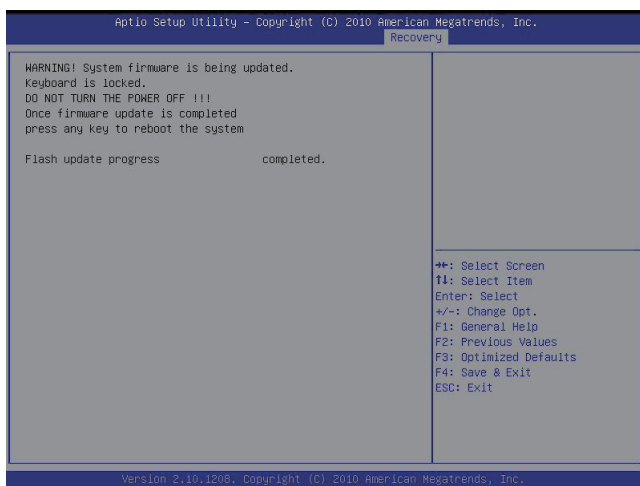 Aptio Setup Utility – Copyright (C) 2010 American Megatrends, Inc.
Recovery
WARNING! System firmware is being updated.
Keyboard is locked.
DO NOT TURN THE POWER OFF !!!
Once firmware update is completed
press any key to reboot the system
Flash update progress completed.
→←: Select Screen
↑↓: Select Item
Enter: Select
+/-: Change Opt.
F1: General Help
F2: Previous Values
F3: Optimized Defaults
F4: Save & Exit
ESC: Exit
Version 2.10.1208. Copyright (C) 2010 American Megatrends, Inc.